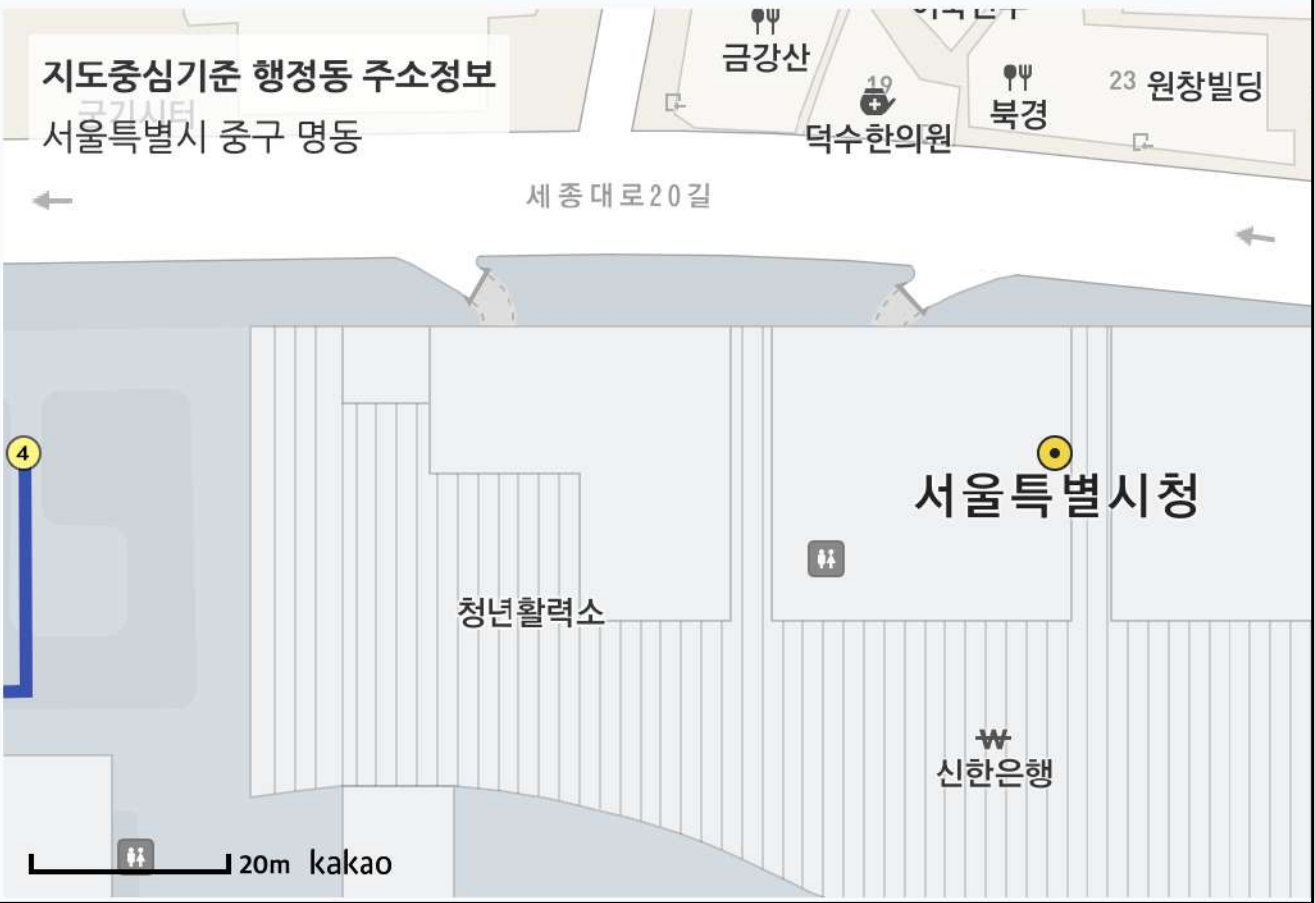 지도중심기준 행정동 주소정보
서울특별시 중구 명동
금강산
19
덕수한의원
북경
23 원창빌딩
세종대로20길
4
서울특별시청
청년활력소
신한은행
20m kakao